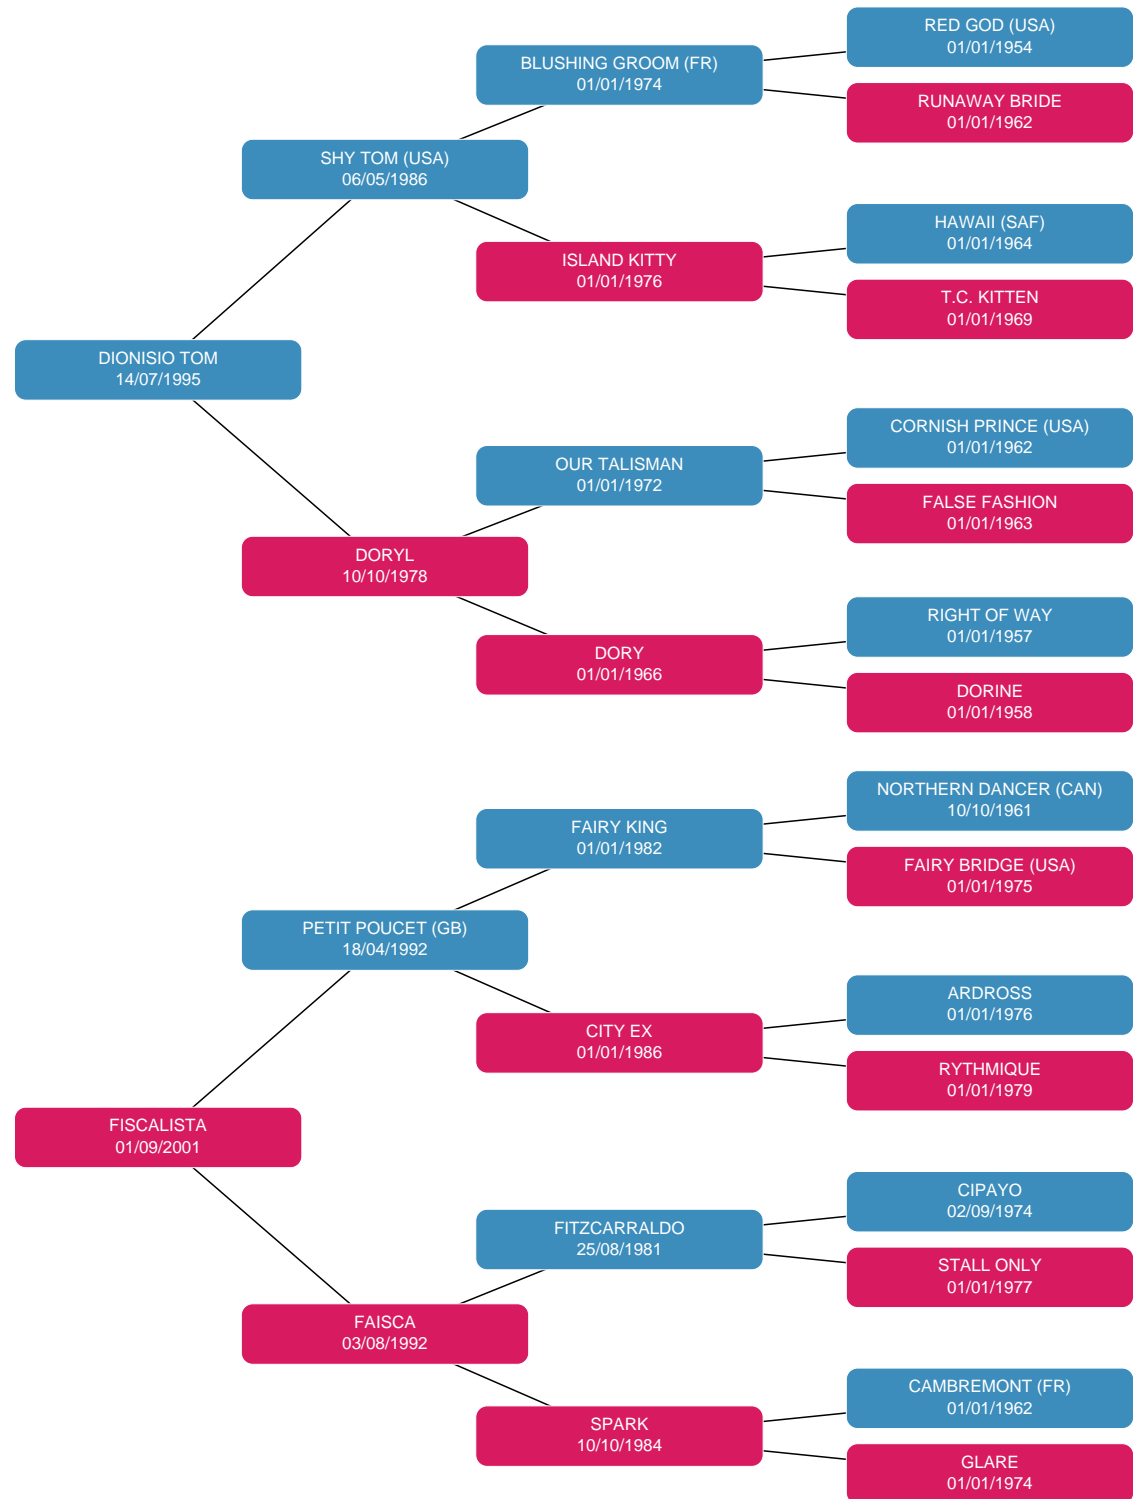 RED GOD (USA)
01/01/1954
BLUSHING GROOM (FR)
01/01/1974
RUNAWAY BRIDE
01/01/1962
SHY TOM (USA)
06/05/1986
HAWAII (SAF)
01/01/1964
ISLAND KITTY
01/01/1976
T.C. KITTEN
01/01/1969
DIONISIO TOM
14/07/1995
CORNISH PRINCE (USA)
01/01/1962
OUR TALISMAN
01/01/1972
FALSE FASHION
01/01/1963
DORYL
10/10/1978
RIGHT OF WAY
01/01/1957
DORY
01/01/1966
DORINE
01/01/1958
NORTHERN DANCER (CAN)
10/10/1961
FAIRY KING
01/01/1982
FAIRY BRIDGE (USA)
01/01/1975
PETIT POUCET (GB)
18/04/1992
ARDROSS
01/01/1976
CITY EX
01/01/1986
RYTHMIQUE
01/01/1979
FISCALISTA
01/09/2001
CIPAYO
02/09/1974
FITZCARRALDO
25/08/1981
STALL ONLY
01/01/1977
FAISCA
03/08/1992
CAMBREMONT (FR)
01/01/1962
SPARK
10/10/1984
GLARE
01/01/1974